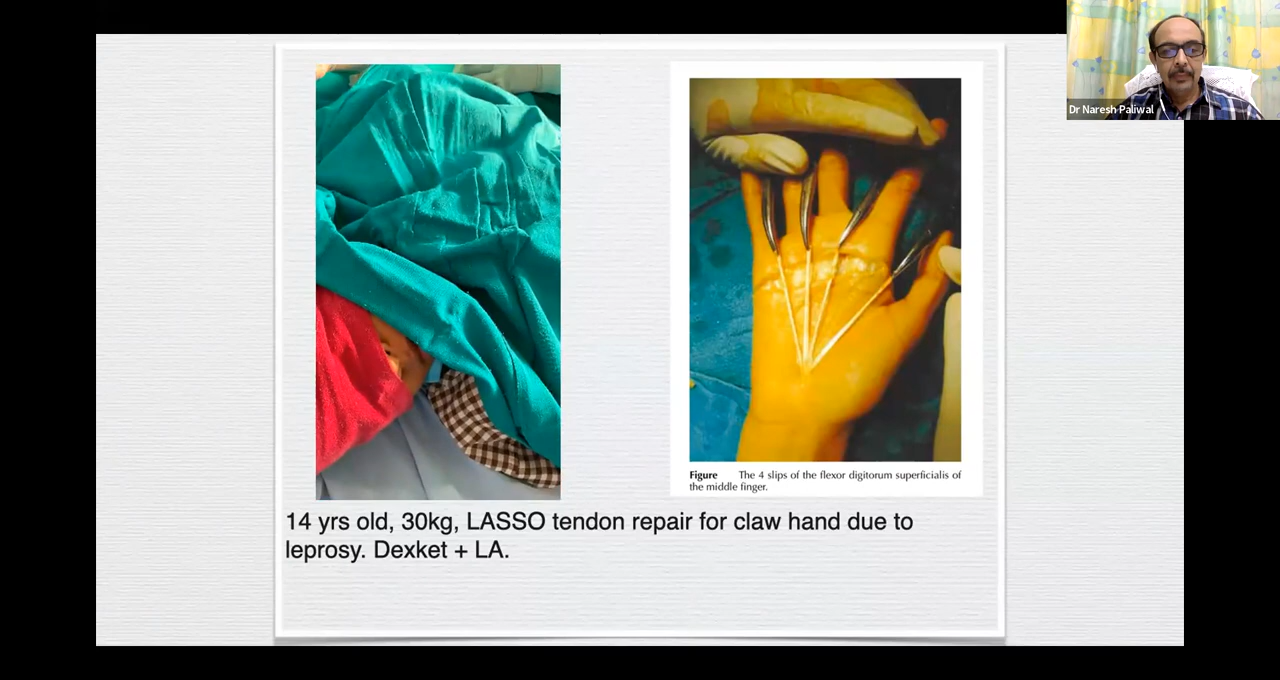 Dr Naresh Paliwal
Figure The 4 slips of the flexor digitorum superficialis of
the middle finger.
14 yrs old, 30kg, LASSO tendon repair for claw hand due to
leprosy. Dexket + LA.